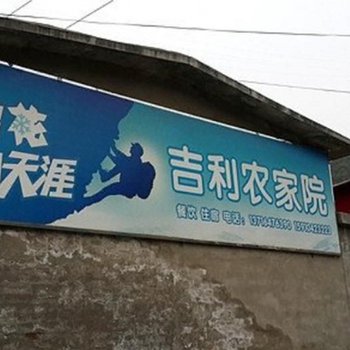 花
天涯
吉利农家院
餐饮 住宿 电话：